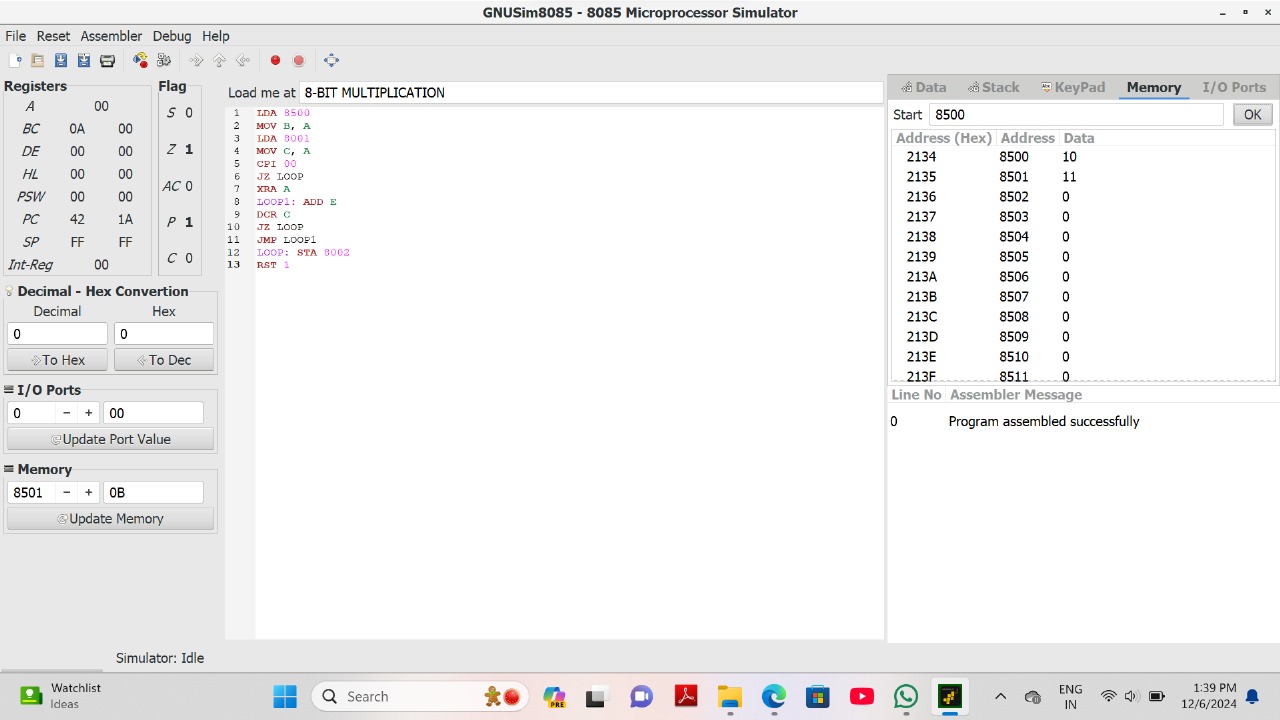 GNUSim8085 - 8085 Microprocessor Simulator
File Reset Assembler Debug Help
Registers
A 00
BC 0A 00
DE 00 00
HL 00 00
PSW 00 00
PC 42 1A
SP FF FF
Int-Reg 00
Flag
S 0
Z 1
AC 0
P 1
C 0
Decimal - Hex Convertion
Decimal Hex
0 0
To Hex To Dec
I/O Ports
0 - + 00
Update Port Value
Memory
8501 - + 0B
Update Memory
Load me at 8-BIT MULTIPLICATION
1 LDA 8500
2 MOV B, A
3 LDA 8001
4 MOV C, A
5 CPI 00
6 JZ LOOP
7 XRA A
8 LOOP1: ADD E
9 DCR C
10 JZ LOOP
11 JMP LOOP1
12 LOOP: STA 8002
13 RST 1
Data Stack KeyPad Memory I/O Ports
Start 8500 OK
Address (Hex) Address Data
2134 8500 10
2135 8501 11
2136 8502 0
2137 8503 0
2138 8504 0
2139 8505 0
213A 8506 0
213B 8507 0
213C 8508 0
213D 8509 0
213E 8510 0
213F 8511 0
Line No Assembler Message
0 Program assembled successfully
Simulator: Idle
Watchlist
Ideas
Search
PRE
ENG
IN
1:39 PM
12/6/2024